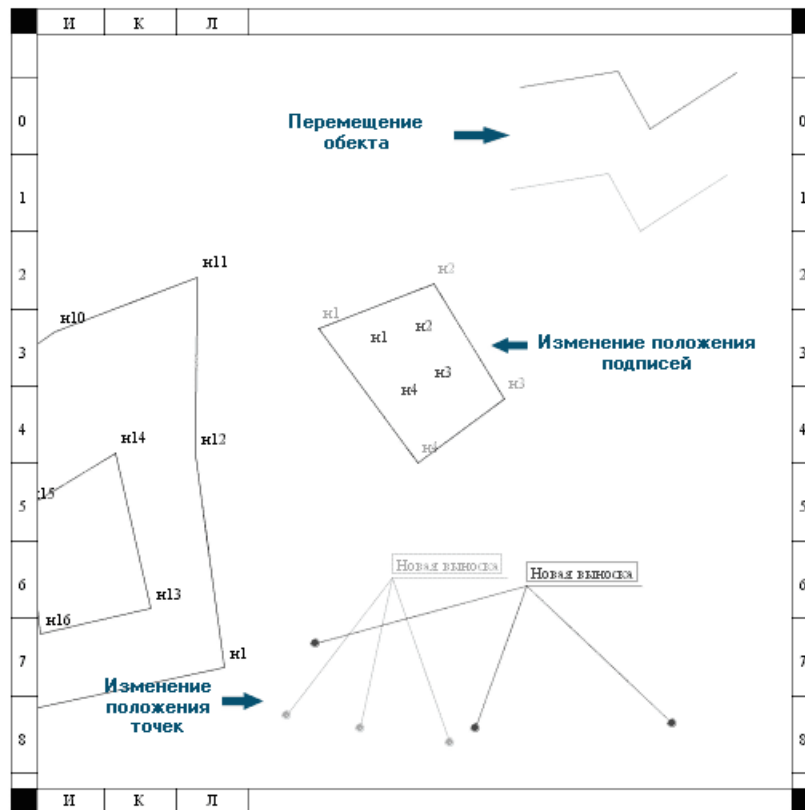 И К Л
0 0
1 1
2 2
3 3
4 4
5 5
6 6
7 7
8 8
Перемещение
обекта
н11
н10
н2
н1
н1
н2
н3
н4
н3
н4
Изменение положения
подписей
н14
н12
н15
н13
н16
н1
Новая выноска
Новая выноска
Изменение
положения
точек
И К Л